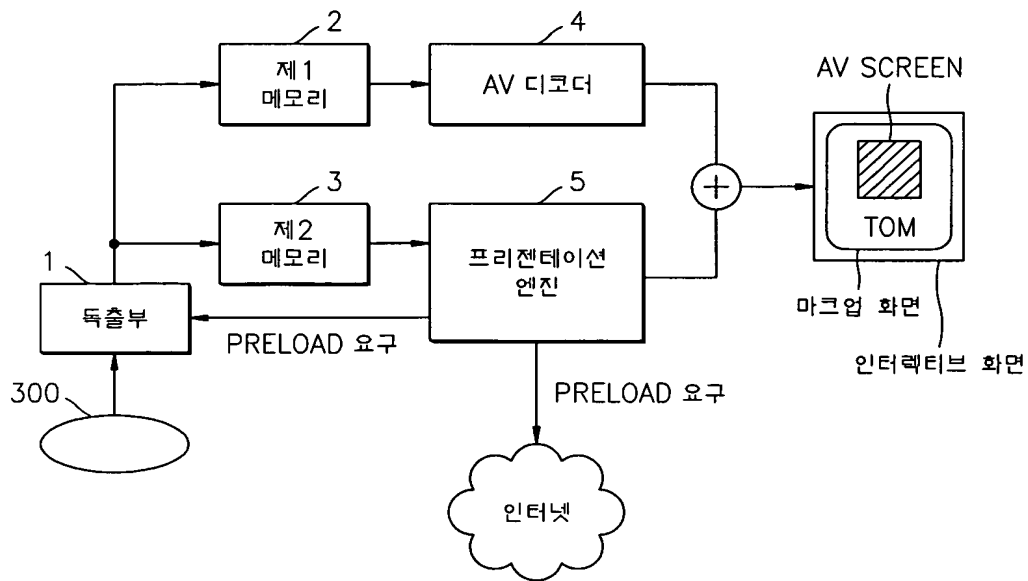 2
제1
메모리
4
AV 디코더
AV SCREEN
TOM
마크업 화면
인터렉티브 화면
3
제2
메모리
5
프리젠테이션
엔진
1
독출부
PRELOAD 요구
300
PRELOAD 요구
인터넷